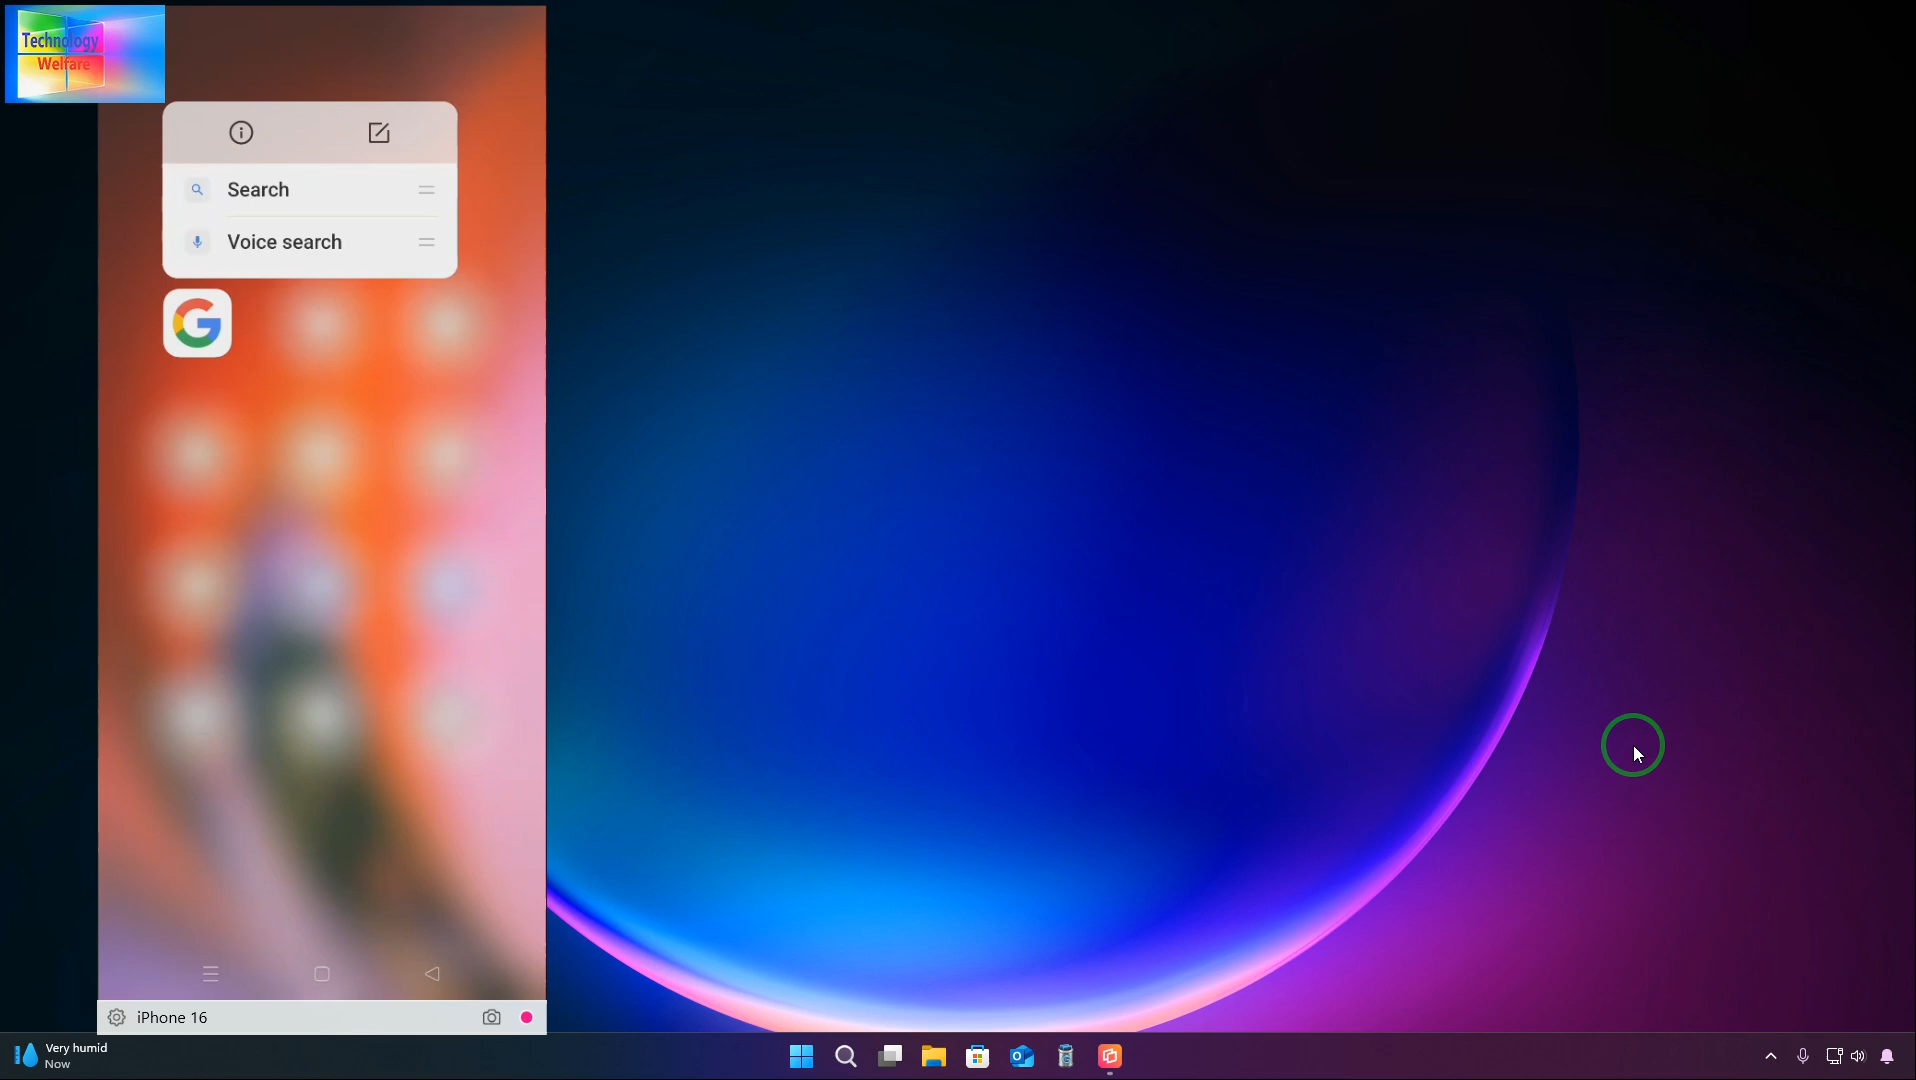 Technology
Welfare
Search
Voice search
iPhone 16
Very humid
Now